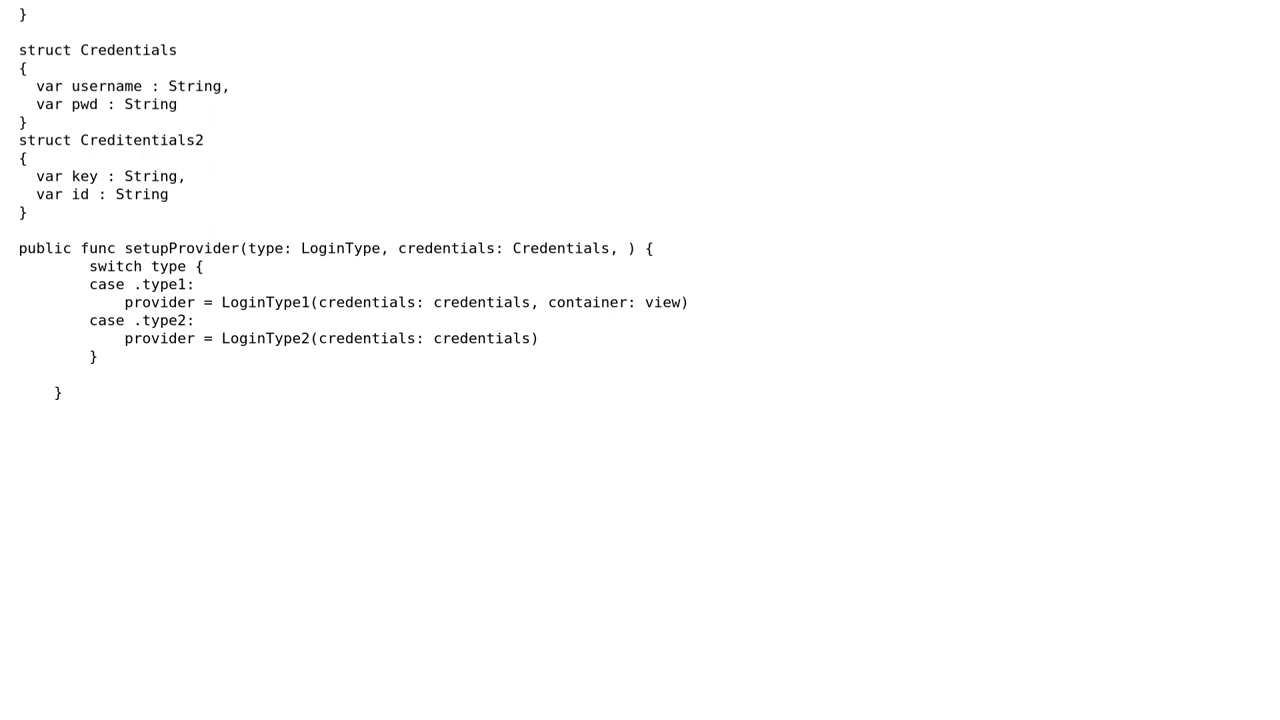 }
struct Credentials
{
  var username : String,
  var pwd : String
}
struct Creditentials2
{
  var key : String,
  var id : String
}
public func setupProvider(type: LoginType, credentials: Credentials, ) {
        switch type {
        case .type1:
            provider = LoginType1(credentials: credentials, container: view)
        case .type2:
            provider = LoginType2(credentials: credentials)
        }
    }